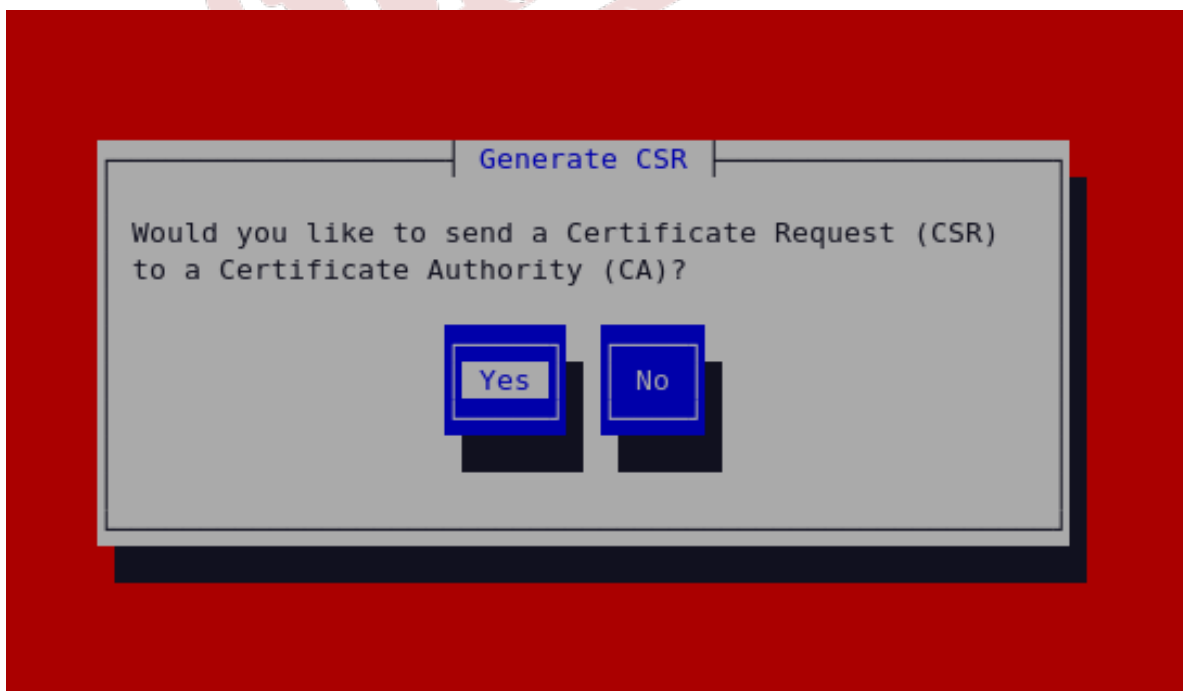 Generate CSR
Would you like to send a Certificate Request (CSR)
to a Certificate Authority (CA)?
Yes No